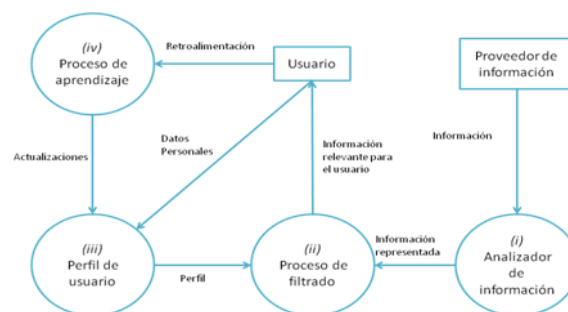 (iv)
Proceso de
aprendizaje
Retroalimentación
Usuario
Proveedor de
información
Actualizaciones
Datos
Personales
Información
relevante para
el usuario
Información
(iii)
Perfil de
usuario
Perfil
(ii)
Proceso de
filtrado
Información
representada
(i)
Analizador
de
información